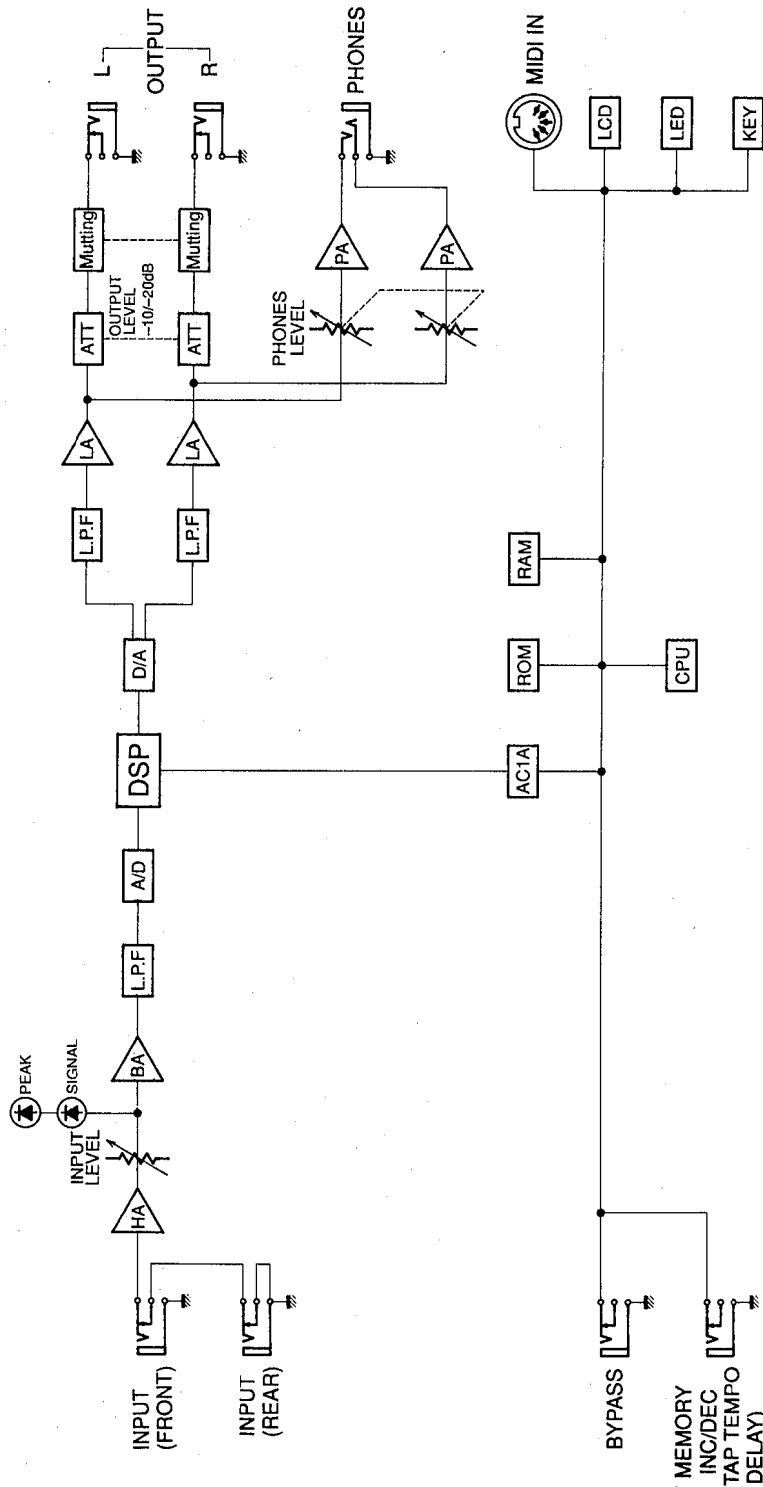 INPUT
(FRONT)
INPUT
(REAR)
HA
INPUT
LEVEL
PEAK
SIGNAL
BA
L.P.F
A/D
DSP
D/A
L.P.F
L.P.F
LA
LA
ATT
OUTPUT
LEVEL
-10/-20dB
ATT
Mutting
Mutting
L
OUTPUT
R
PHONES
LEVEL
PA
PA
PHONES
BYPASS
MEMORY
INC/DEC
TAP TEMPO
DELAY)
AC1A
ROM
RAM
CPU
MIDI IN
LCD
LED
KEY